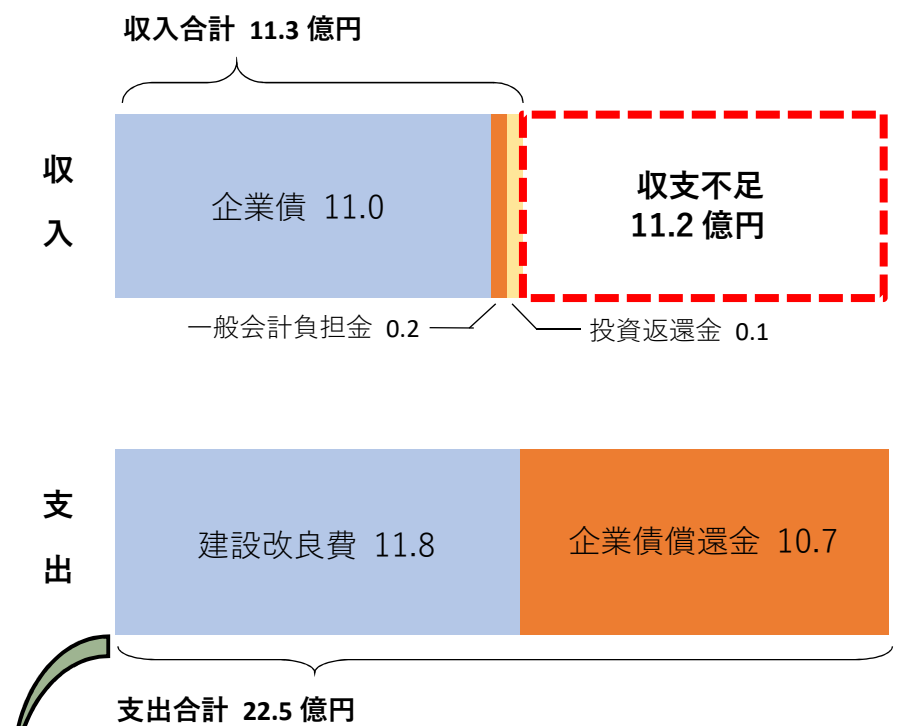 収入合計 11.3 億円
収入
企業債 11.0
収支不足
11.2 億円
一般会計負担金 0.2
投資返還金 0.1
支出
建設改良費 11.8
企業債償還金 10.7
支出合計 22.5 億円